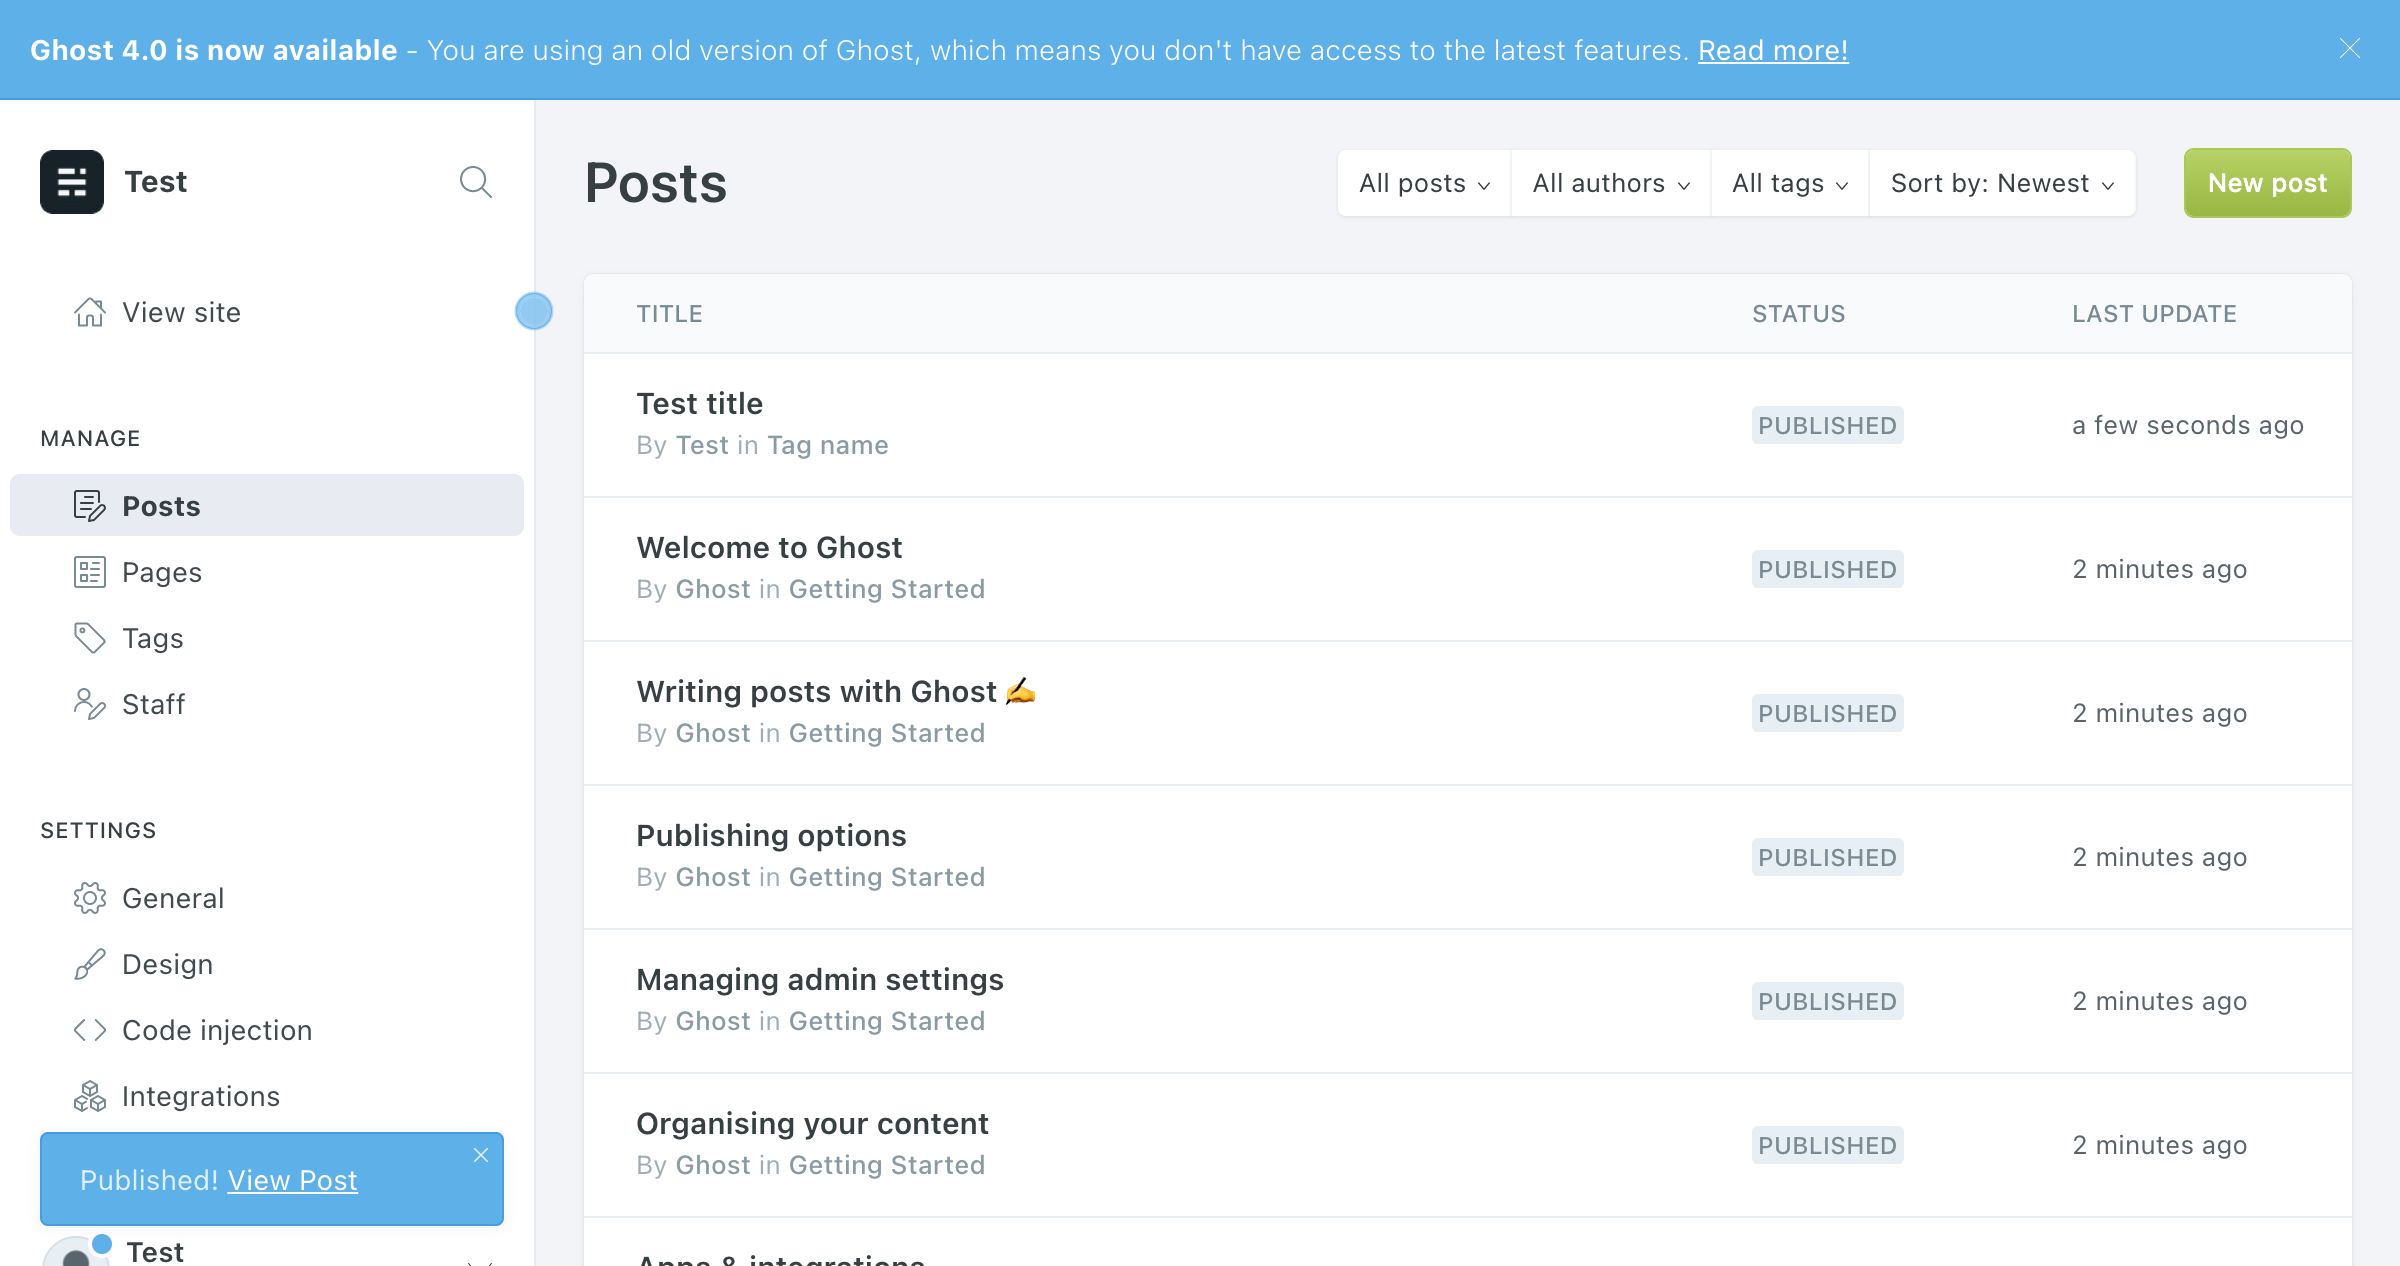 Ghost 4.0 is now available - You are using an old version of Ghost, which means you don't have access to the latest features. Read more!
Test
View site
MANAGE
Posts
Pages
Tags
Staff
SETTINGS
General
Design
Code injection
Integrations
Published! View Post
Test
Posts
All posts
All authors
All tags
Sort by: Newest
New post
TITLE STATUS LAST UPDATE
Test title
By Test in Tag name
PUBLISHED
a few seconds ago
Welcome to Ghost
By Ghost in Getting Started
PUBLISHED
2 minutes ago
Writing posts with Ghost ✍️
By Ghost in Getting Started
PUBLISHED
2 minutes ago
Publishing options
By Ghost in Getting Started
PUBLISHED
2 minutes ago
Managing admin settings
By Ghost in Getting Started
PUBLISHED
2 minutes ago
Organising your content
By Ghost in Getting Started
PUBLISHED
2 minutes ago
Apps & integrations